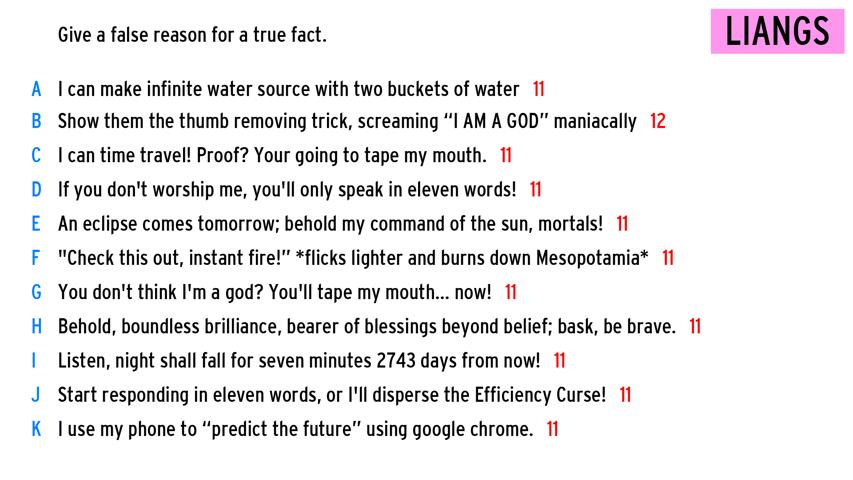 Give a false reason for a true fact.
LIANGS
A I can make infinite water source with two buckets of water 11
B Show them the thumb removing trick, screaming “I AM A GOD” maniacally 12
C I can time travel! Proof? Your going to tape my mouth. 11
D If you don't worship me, you'll only speak in eleven words! 11
E An eclipse comes tomorrow; behold my command of the sun, mortals! 11
F "Check this out, instant fire!” *flicks lighter and burns down Mesopotamia* 11
G You don't think I'm a god? You'll tape my mouth... now! 11
H Behold, boundless brilliance, bearer of blessings beyond belief; bask, be brave. 11
I Listen, night shall fall for seven minutes 2743 days from now! 11
J Start responding in eleven words, or I'll disperse the Efficiency Curse! 11
K I use my phone to “predict the future” using google chrome. 11